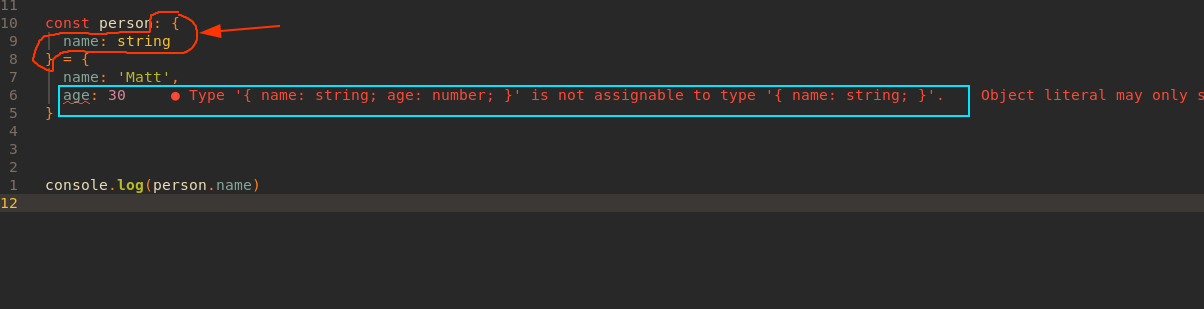 11
10 const person: {
9 name: string
8 } = {
7 name: 'Matt',
6 age: 30 ● Type '{ name: string; age: number; }' is not assignable to type '{ name: string; }'. Object literal may only s
5 }
4
3
2
1 console.log(person.name)
12